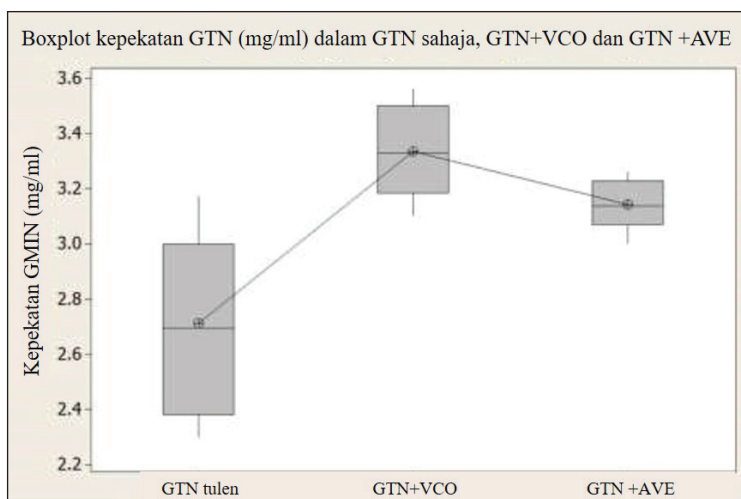 Boxplot kepekatan GTN (mg/ml) dalam GTN sahaja, GTN+VCO dan GTN +AVE
Kepekatan GMIN (mg/ml)
3.6
3.4
3.2
3.0
2.8
2.6
2.4
2.2
GTN tulen
GTN+VCO
GTN +AVE